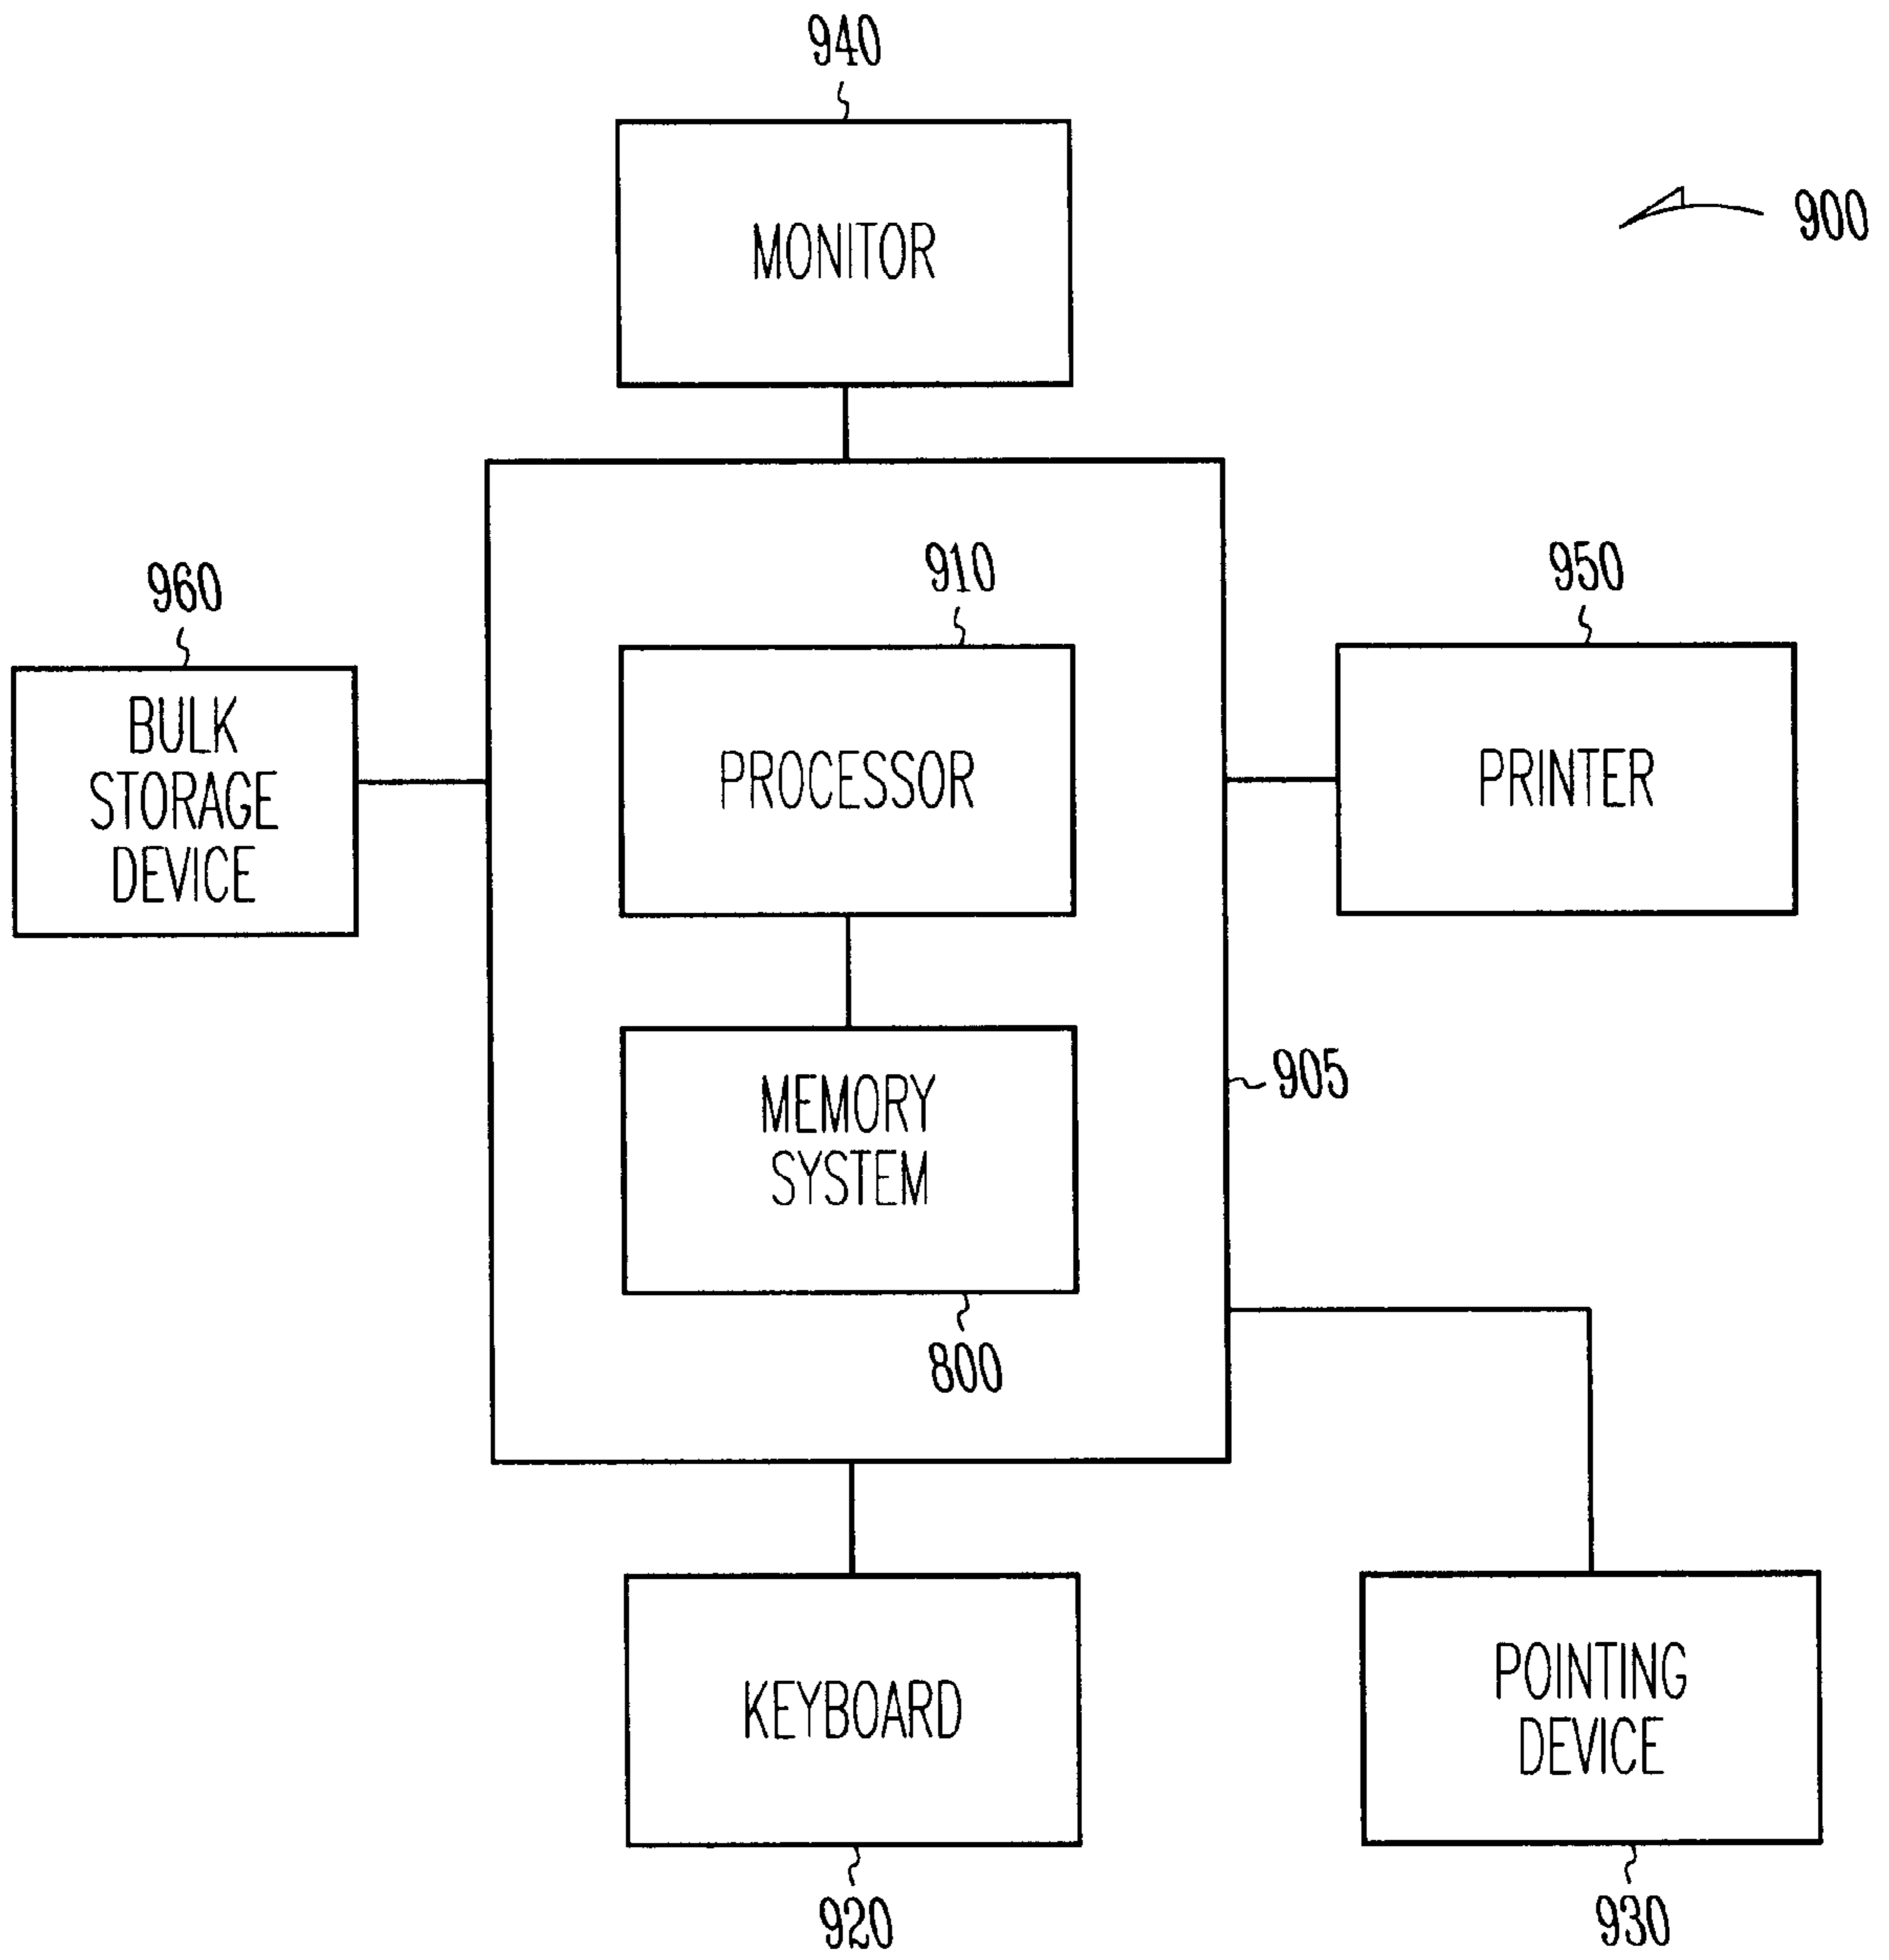 940
MONITOR
900
910
950
960
BULK
STORAGE
DEVICE
PROCESSOR
PRINTER
905
MEMORY
SYSTEM
800
KEYBOARD
POINTING
DEVICE
920
930